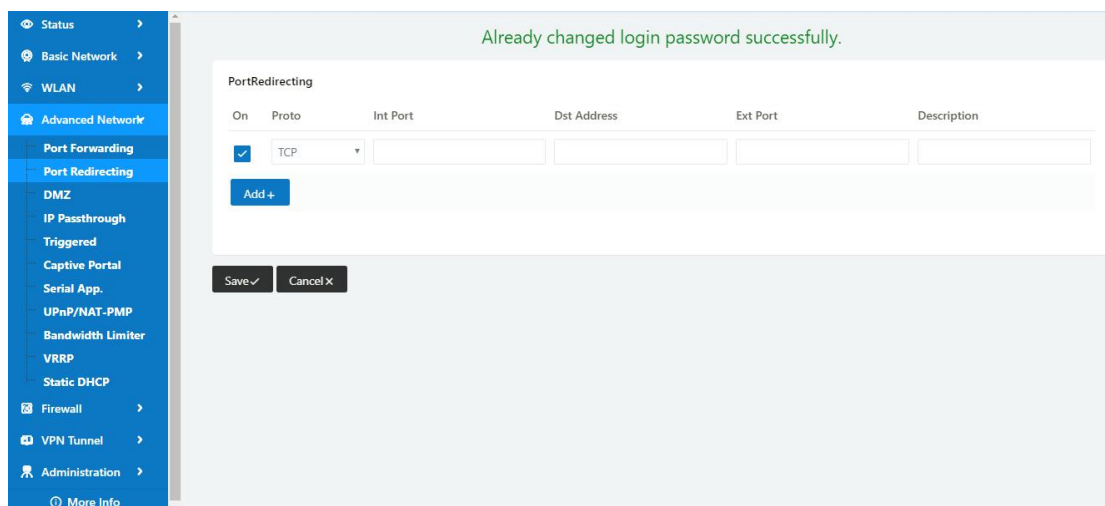 Status
Basic Network
WLAN
Advanced Network
Port Forwarding
Port Redirecting
DMZ
IP Passthrough
Triggered
Captive Portal
Serial App.
UPnP/NAT-PMP
Bandwidth Limiter
VRRP
Static DHCP
Firewall
VPN Tunnel
Administration
More Info
Already changed login password successfully.
PortRedirecting
On Proto Int Port Dst Address Ext Port Description
TCP
Add +
Save Cancel